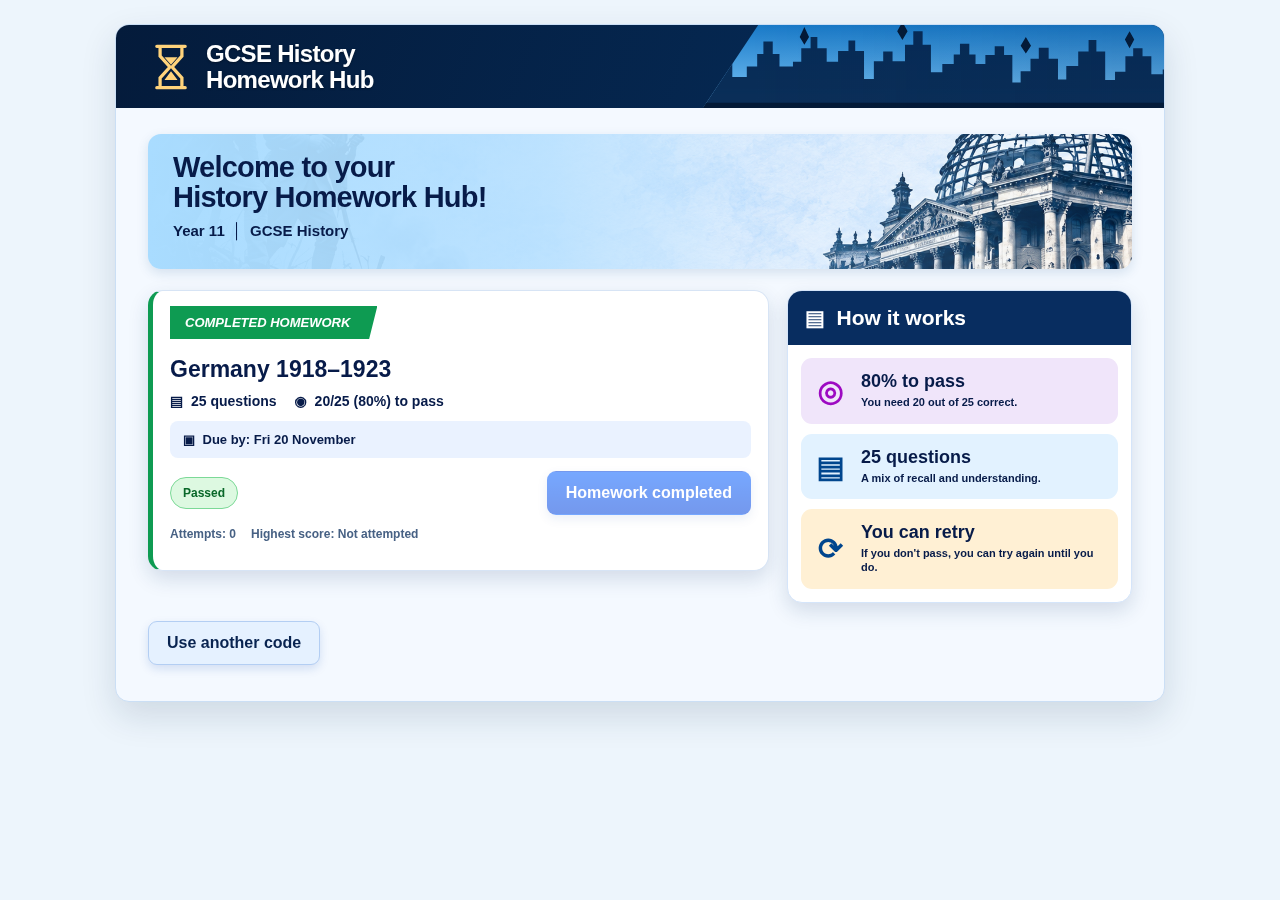 GCSE History
Homework Hub
Welcome to your
History Homework Hub!
Year 11 | GCSE History
COMPLETED HOMEWORK
Germany 1918–1923
25 questions 20/25 (80%) to pass
Due by: Fri 20 November
Passed
Homework completed
Attempts: 0 Highest score: Not attempted
How it works
80% to pass
You need 20 out of 25 correct.
25 questions
A mix of recall and understanding.
You can retry
If you don't pass, you can try again until you
do.
Use another code